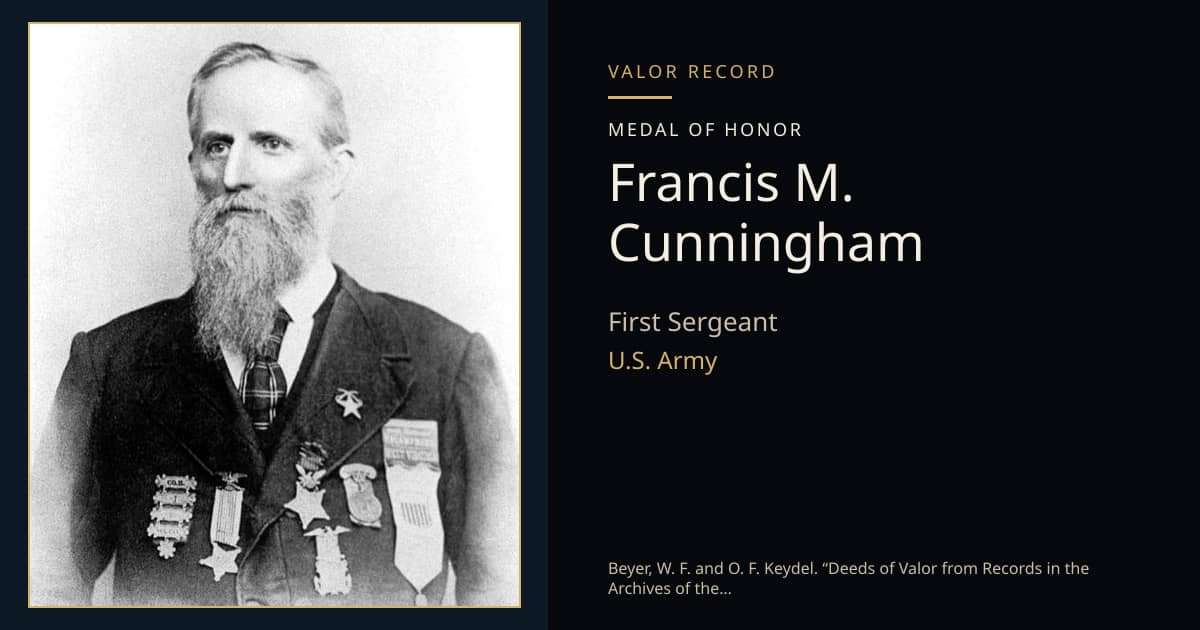 VALOR RECORD
MEDAL OF HONOR
Francis M.
Cunningham
First Sergeant
U.S. Army
Beyer, W. F. and O. F. Keydel. “Deeds of Valor from Records in the
Archives of the...
CO.H.